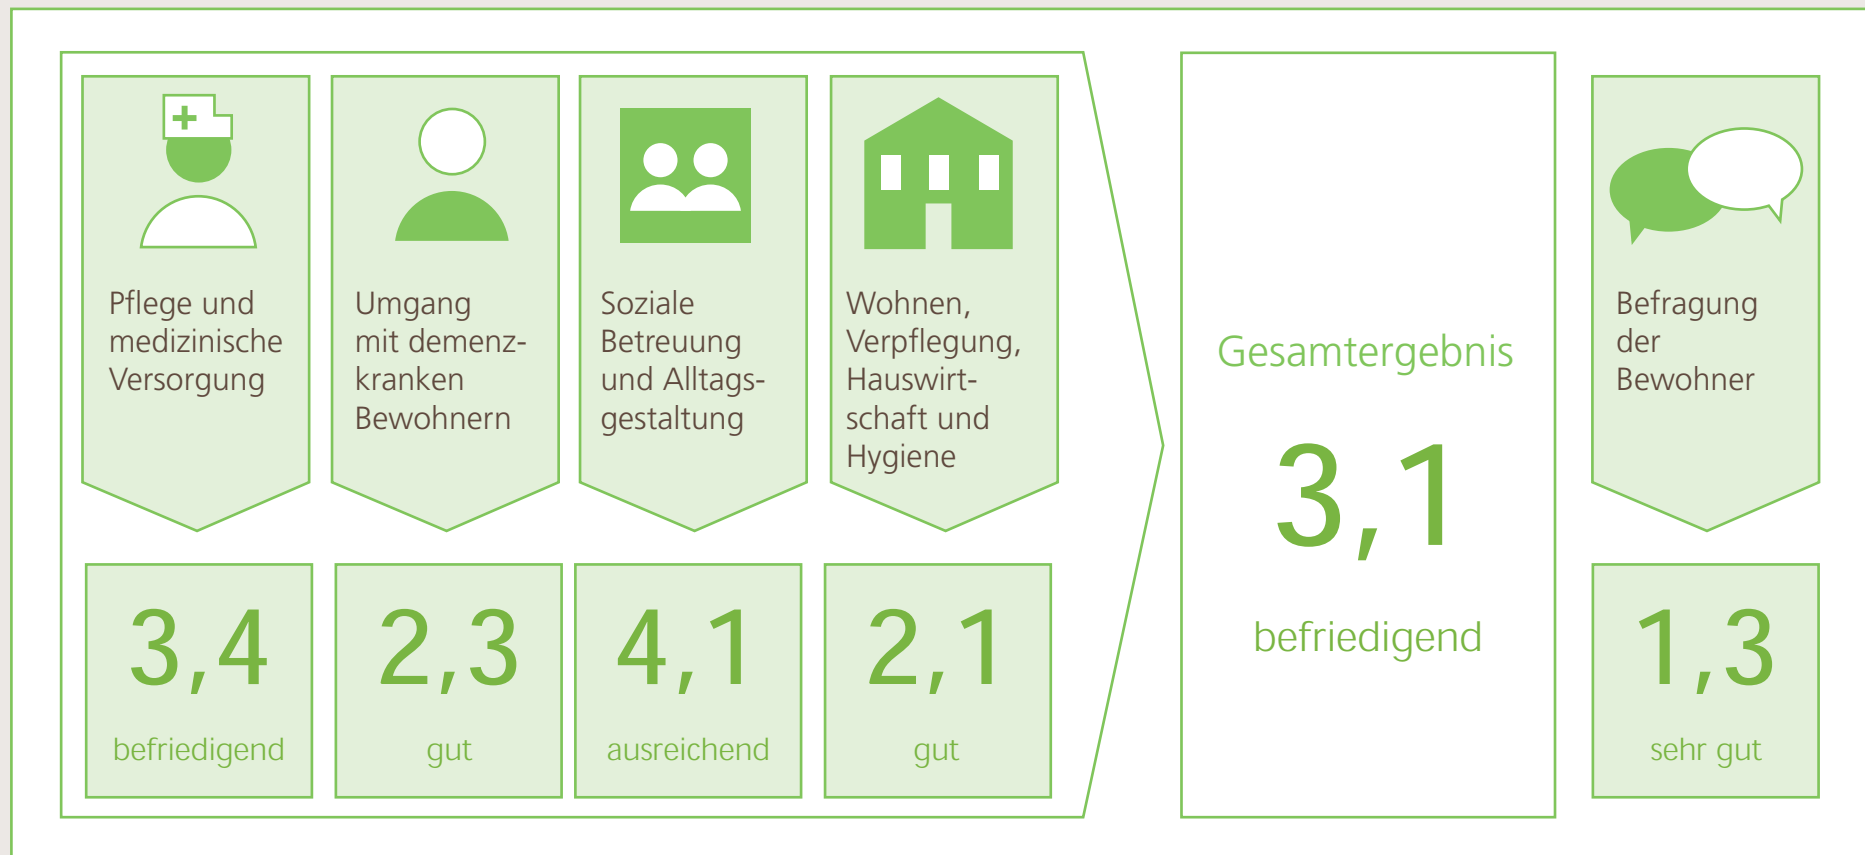 Pflege und
medizinische
Versorgung
3,4
befriedigend
Umgang
mit demenz-
kranken
Bewohnern
2,3
gut
Soziale
Betreuung
und Alltags-
gestaltung
4,1
ausreichend
Wohnen,
Verpflegung,
Hauswirt-
schaft und
Hygiene
2,1
gut
Gesamtergebnis
3,1
befriedigend
Befragung
der
Bewohner
1,3
sehr gut